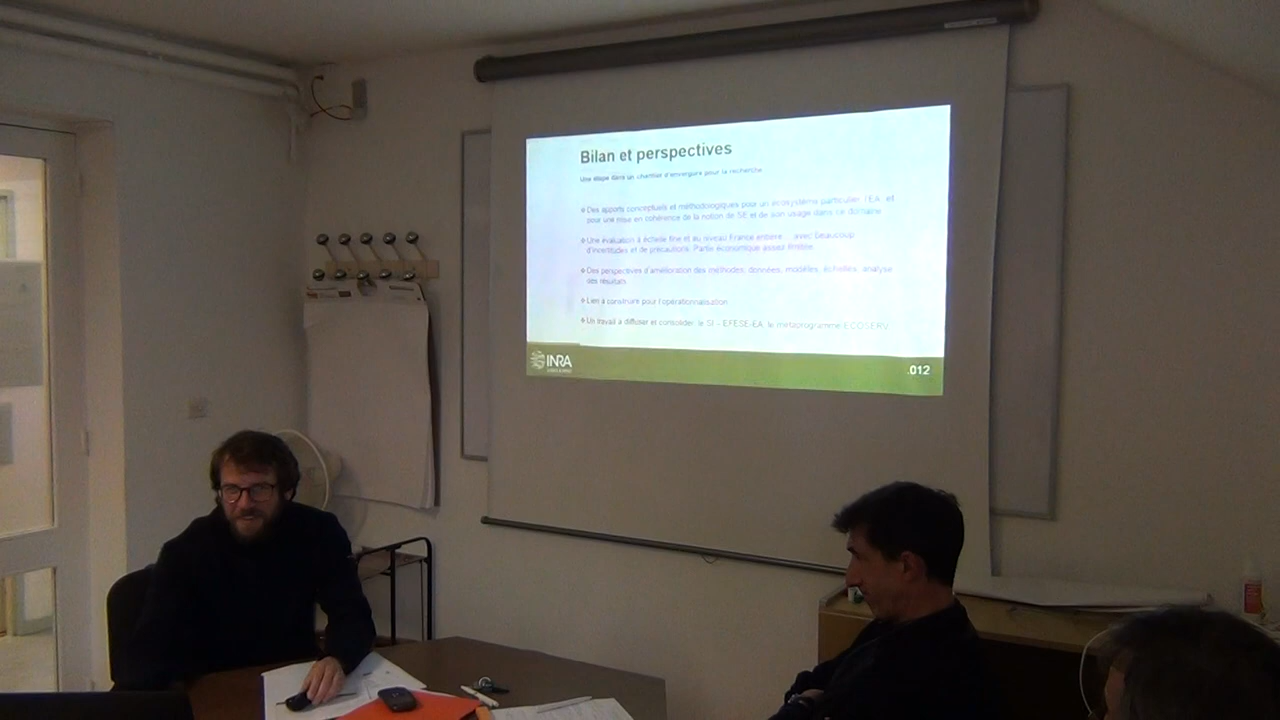 Bilan et perspectives
Une étape dans un chantier d'envergure pour la recherche
Des apports conceptuels et méthodologiques pour un écosystème particulier l'EA et
pour une mise en cohérence de la notion de SE et de son usage dans ce domaine
Une évaluation à échelle fine et au niveau France entière… avec beaucoup
d'incertitudes et de précautions. Partie économique assez limitée
Des perspectives d'amélioration des méthodes: données, modèles, échelles, analyse
des résultats
Lien à construire pour l'opérationnalisation
Un travail à diffuser et consolider: le SI – EFESE-EA, le métaprogramme ECOSERV
INRA
.012